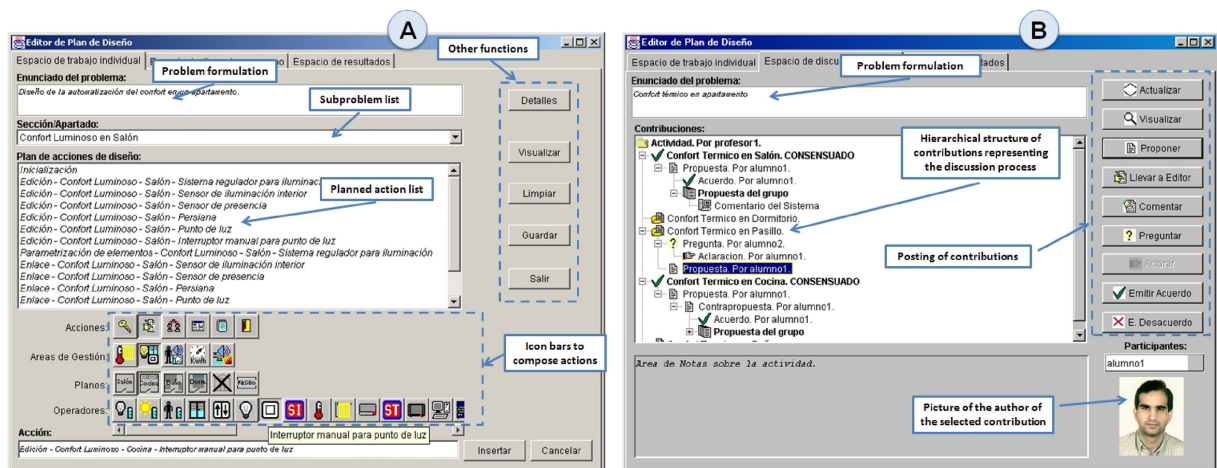 A
Editor de Plan de Diseño
Other functions
Espacio de trabajo individual
Espacio de resultados
Enunciado del problema:
Problem formulation
Diseño de la automatización del confort en un apartamento.
Subproblem list
Sección/Apartado:
Confort Luminoso en Salón
Plan de acciones de diseño:
Inicialización
Edición - Confort Luminoso - Salón - Sistema regulador para iluminac
Edición - Confort Luminoso - Salón - Sensor de iluminación interior
Edición - Confort Luminoso - Salón - Sensor de presencia
Planned action list
Edición - Confort Luminoso - Salón - Persiana
Edición - Confort Luminoso - Salón - Punto de luz
Edición - Confort Luminoso - Salón - Interruptor manual para punto de luz
Parametrización de elementos - Confort Luminoso - Salón - Sistema regulador para iluminación
Enlace - Confort Luminoso - Salón - Sensor de iluminación interior
Enlace - Confort Luminoso - Salón - Sensor de presencia
Enlace - Confort Luminoso - Salón - Persiana
Enlace - Confort Luminoso - Salón - Punto de luz
Detalles
Visualizar
Limpiar
Guardar
Salir
Acciones:
Areas de Gestión:
Kwh
Planos:
Salón
Cocina
Baño
Dorm.
Pasillo
Operadores:
SI
ST
Icon bars to
compose actions
Interruptor manual para punto de luz
Acción:
Edición - Confort Luminoso - Cocina - Interruptor manual para punto de luz
Insertar
Cancelar
B
Editor de Plan de Diseño
Espacio de trabajo individual
Espacio de discu
tados
Problem formulation
Enunciado del problema:
Confort térmico en apartamento
Contribuciones:
Actividad. Por profesor1.
Confort Termico en Salón. CONSENSUADO
Propuesta. Por alumno1.
Acuerdo. Por alumno1.
Propuesta del grupo
Comentario del Sistema
Confort Termico en Dormitorio.
Confort Termico en Pasillo.
Pregunta. Por alumno2.
Aclaracion. Por alumno1.
Propuesta. Por alumno1.
Confort Termico en Cocina. CONSENSUADO
Propuesta. Por alumno1.
Contrapropuesta. Por alumno1.
Acuerdo. Por alumno1.
Propuesta del grupo
Hierarchical structure of
contributions representing
the discussion process
Posting of contributions
Actualizar
Visualizar
Proponer
Llevar a Editor
Comentar
Preguntar
Aclarar
Emitir Acuerdo
E. Desacuerdo
Participantes:
alumno1
Area de Notas sobre la actividad.
Picture of the author of
the selected contribution